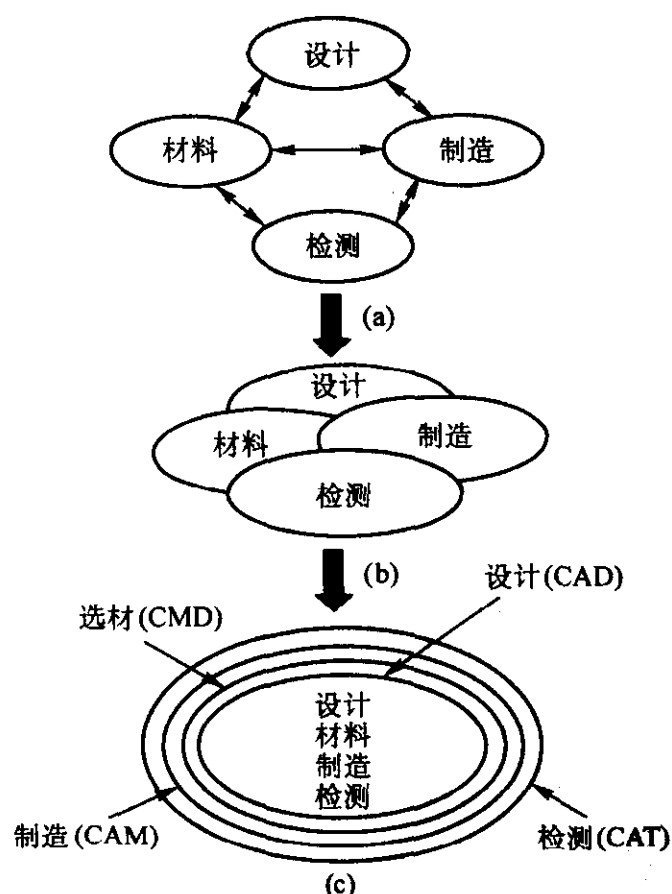 设计
材料 制造
检测
(a)
设计
材料 制造
检测
(b) 设计(CAD)
选材(CMD)
设计
材料
制造
检测
制造(CAM) 检测(CAT)
(c)